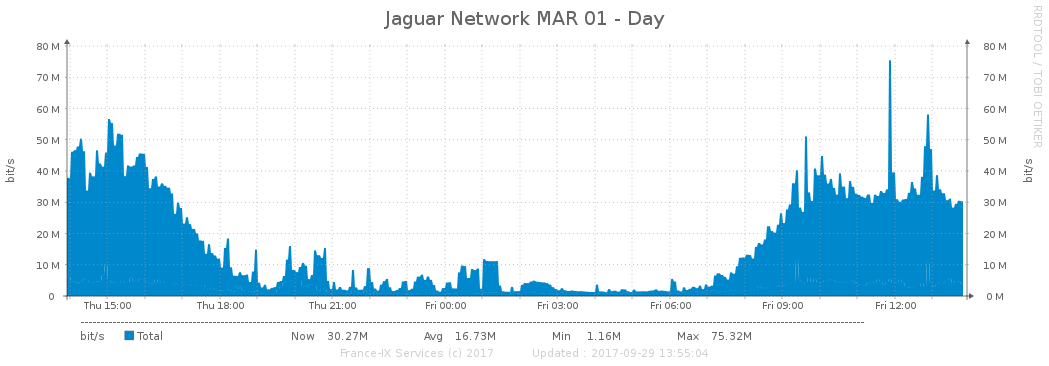 Jaguar Network MAR 01 - Day
RRDTOOL / TOBI OETIKER
bit/s
80 M
70 M
60 M
50 M
40 M
30 M
20 M
10 M
0
80 M
70 M
60 M
50 M
40 M
30 M
20 M
10 M
0 M
bit/s
Thu 15:00 Thu 18:00 Thu 21:00 Fri 00:00 Fri 03:00 Fri 06:00 Fri 09:00 Fri 12:00
bit/s Total Now 30.27M Avg 16.73M Min 1.16M Max 75.32M
France-IX Services (c) 2017 Updated : 2017-09-29 13:55:04